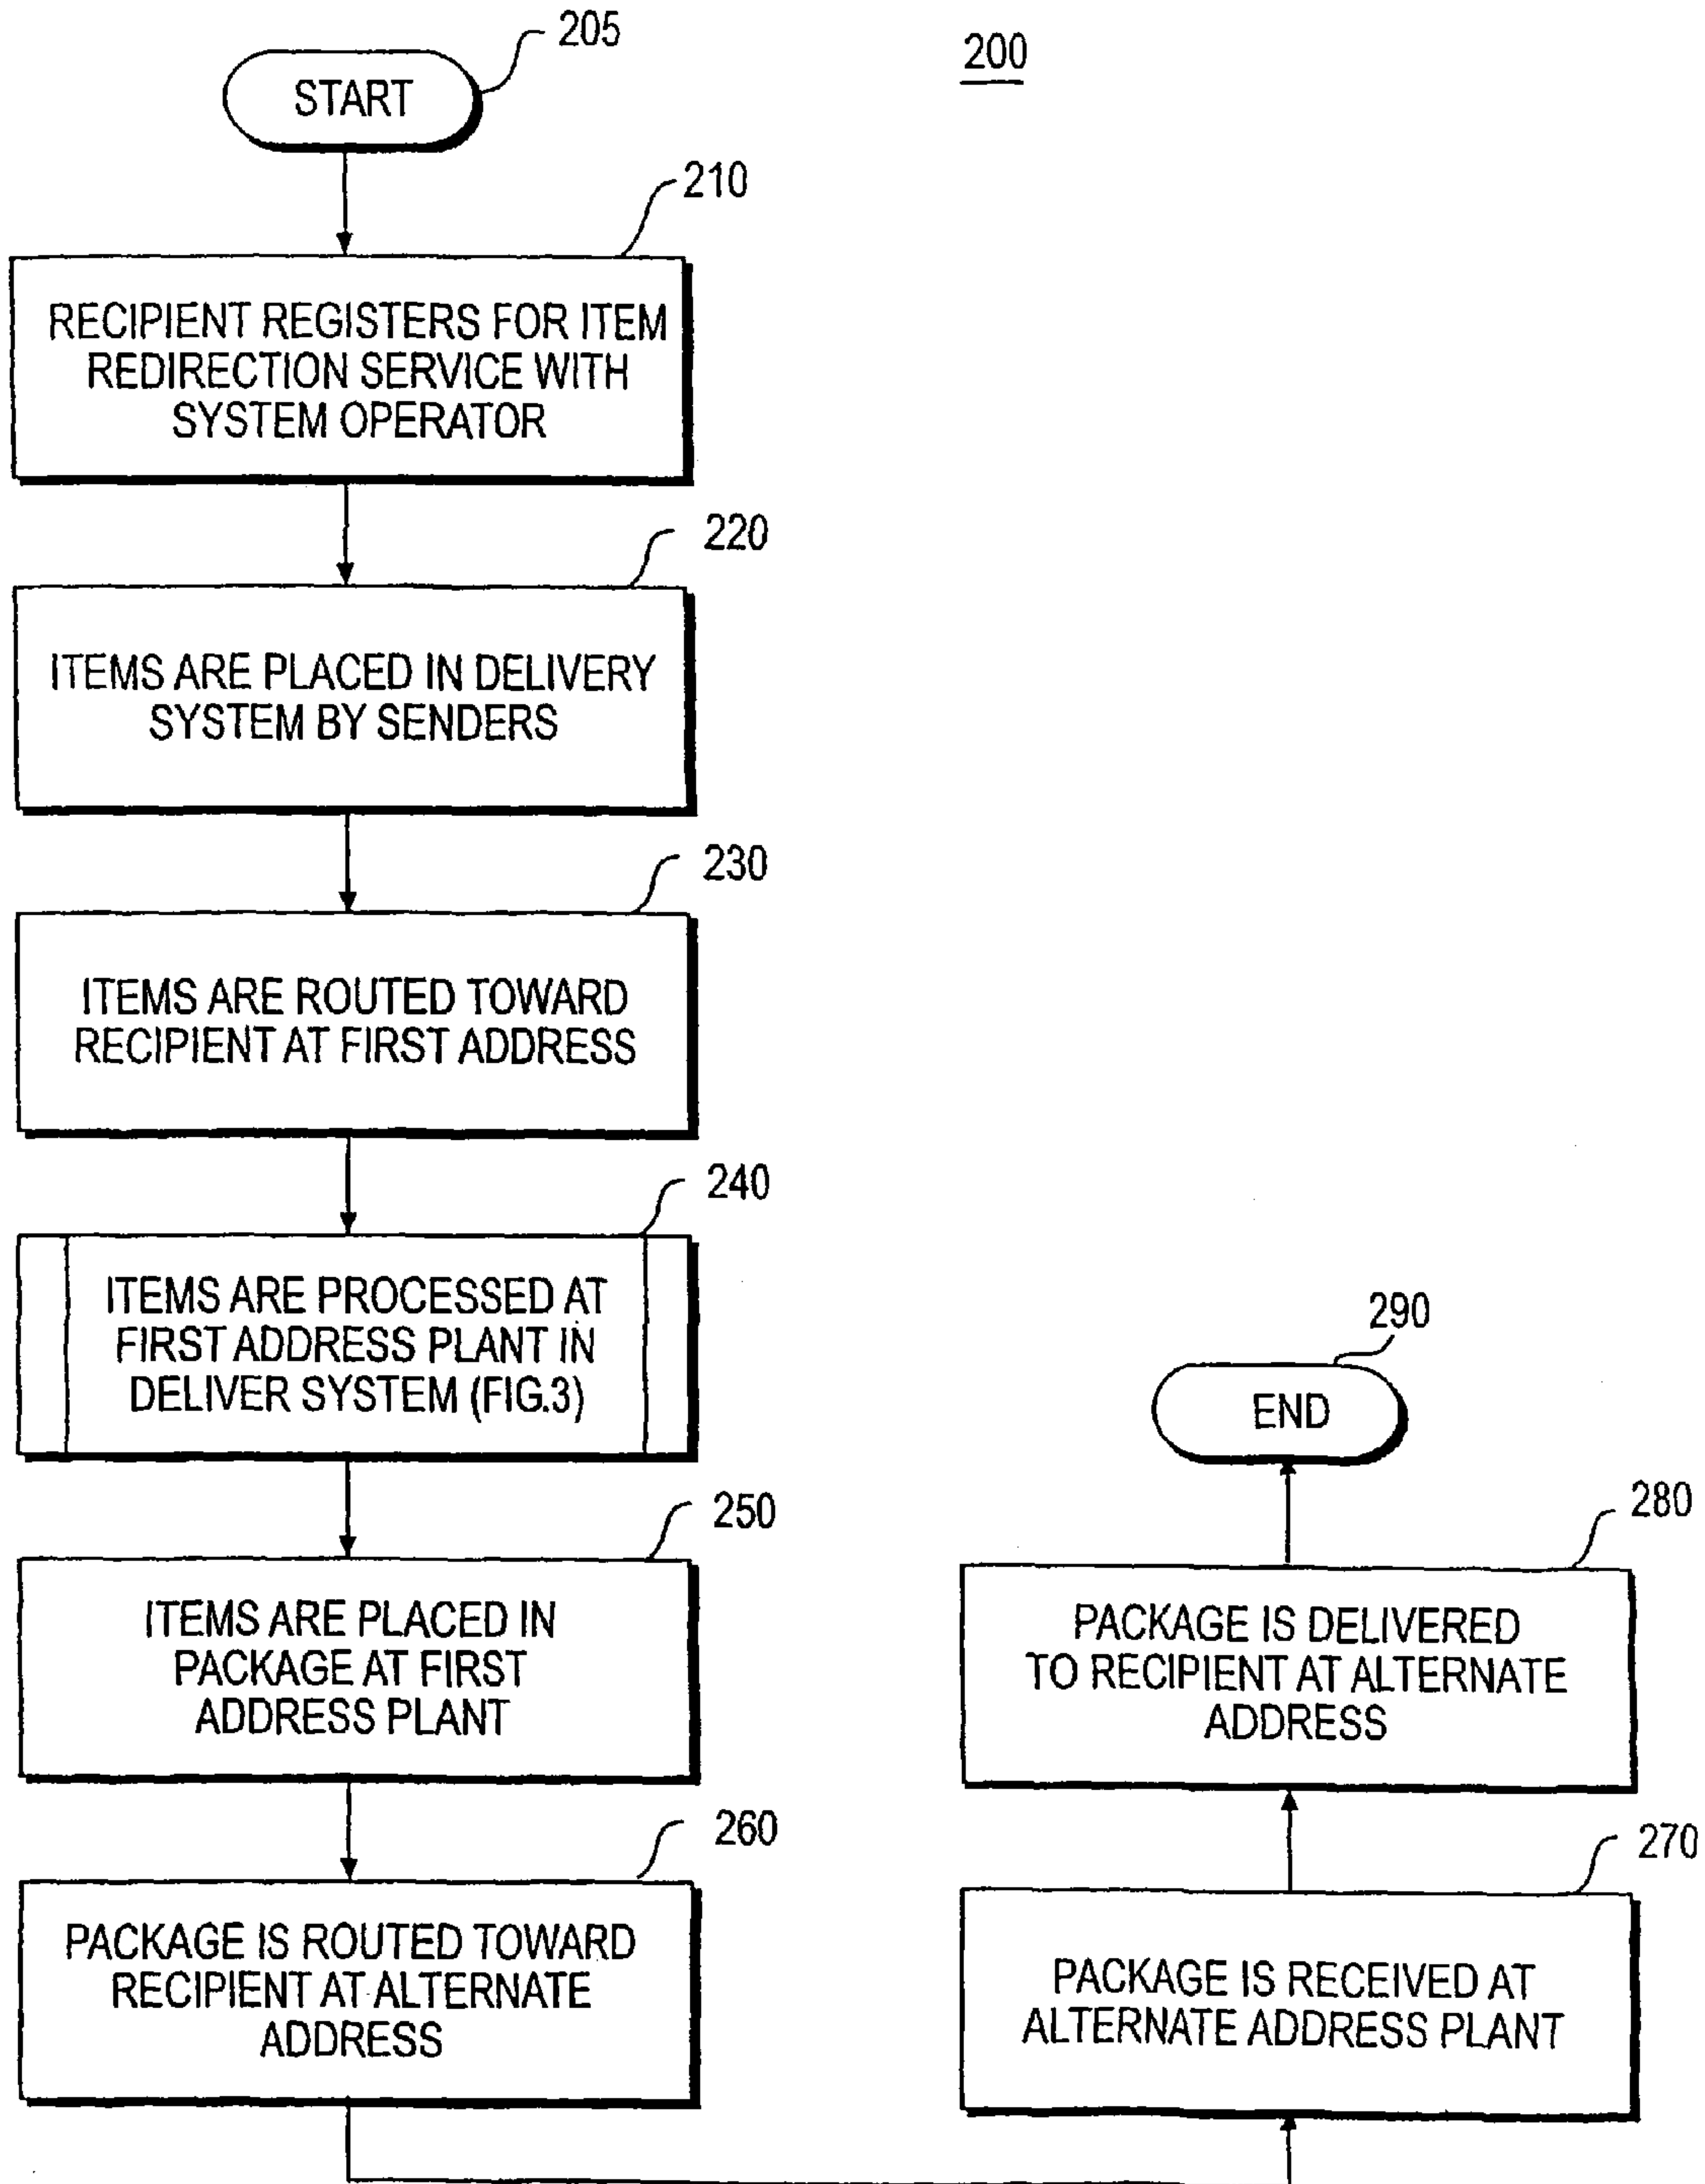 200
205
START
210
RECIPIENT REGISTERS FOR ITEM
REDIRECTION SERVICE WITH
SYSTEM OPERATOR
220
ITEMS ARE PLACED IN DELIVERY
SYSTEM BY SENDERS
230
ITEMS ARE ROUTED TOWARD
RECIPIENT AT FIRST ADDRESS
240
ITEMS ARE PROCESSED AT
FIRST ADDRESS PLANT IN
DELIVER SYSTEM (FIG.3)
250
ITEMS ARE PLACED IN
PACKAGE AT FIRST
ADDRESS PLANT
260
PACKAGE IS ROUTED TOWARD
RECIPIENT AT ALTERNATE
ADDRESS
270
PACKAGE IS RECEIVED AT
ALTERNATE ADDRESS PLANT
280
PACKAGE IS DELIVERED
TO RECIPIENT AT ALTERNATE
ADDRESS
290
END